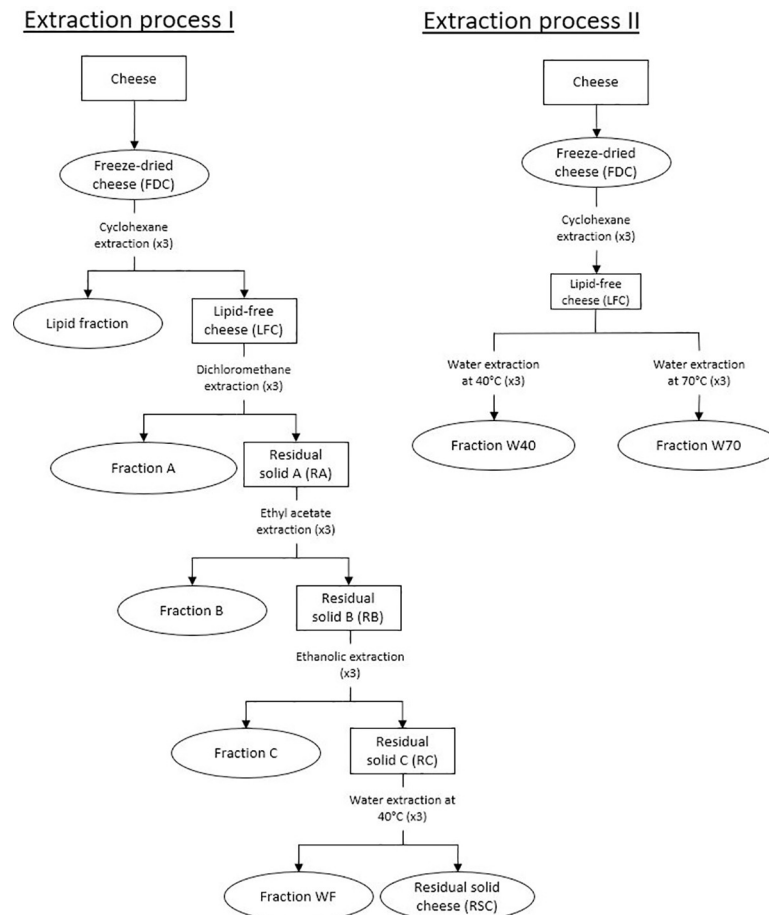 Extraction process I
Cheese
Freeze-dried
cheese (FDC)
Cyclohexane
extraction (x3)
Lipid fraction
Lipid-free
cheese (LFC)
Dichloromethane
extraction (x3)
Fraction A
Residual
solid A (RA)
Ethyl acetate
extraction (x3)
Fraction B
Residual
solid B (RB)
Ethanolic extraction
(x3)
Fraction C
Residual
solid C (RC)
Water extraction at
40°C (x3)
Fraction WF
Residual solid
cheese (RSC)
Extraction process II
Cheese
Freeze-dried
cheese (FDC)
Cyclohexane
extraction (x3)
Lipid-free
cheese (LFC)
Water extraction
at 40°C (x3)
Water extraction
at 70°C (x3)
Fraction W40
Fraction W70